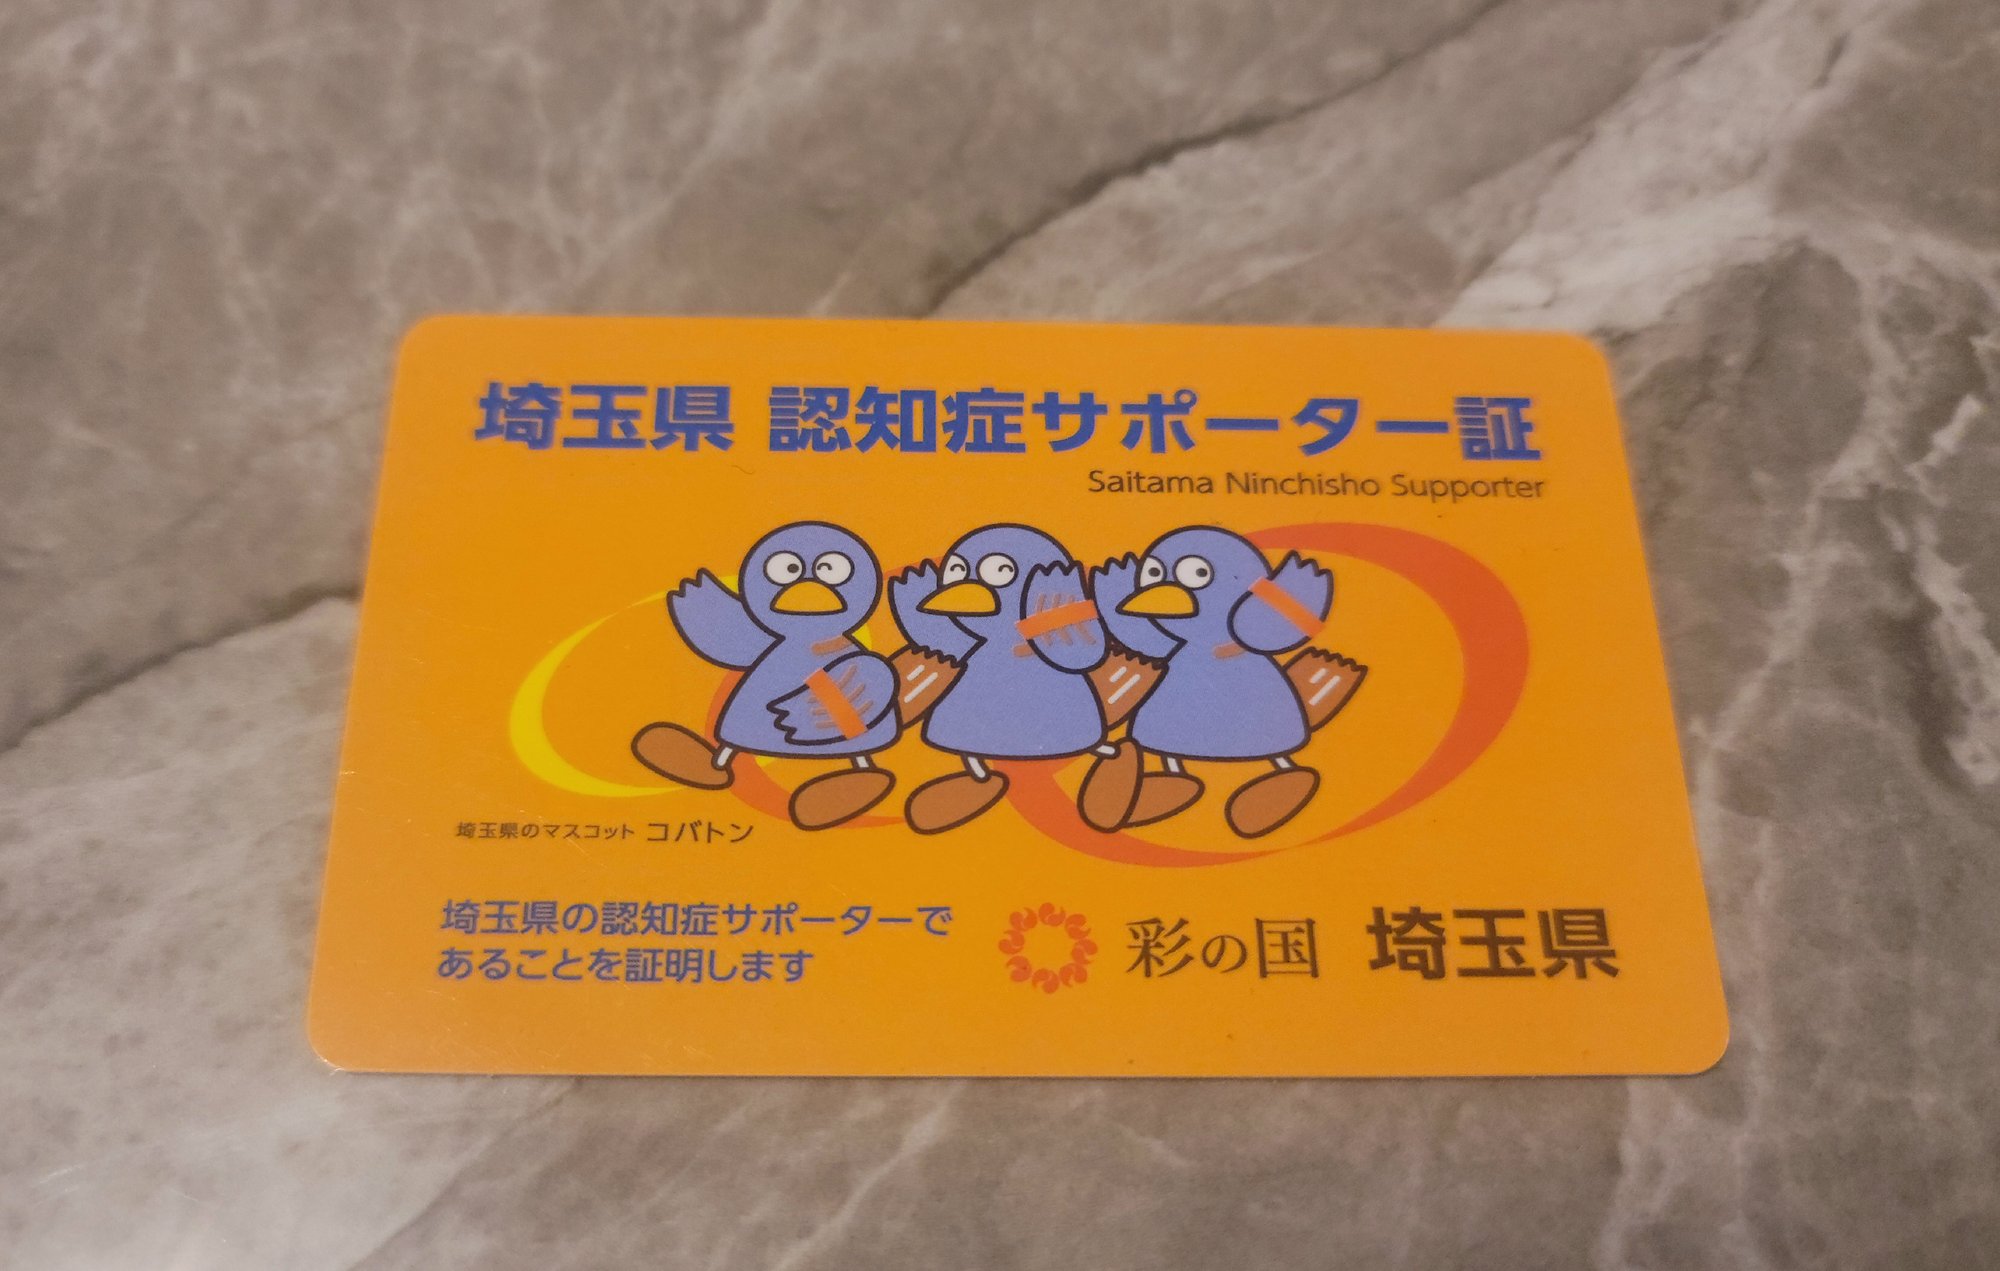 埼玉県 認知症サポーター証
Saitama Ninchisho Supporter
埼玉県のマスコット コバトン
埼玉県の認知症サポーターで
あることを証明します
彩の国 埼玉県